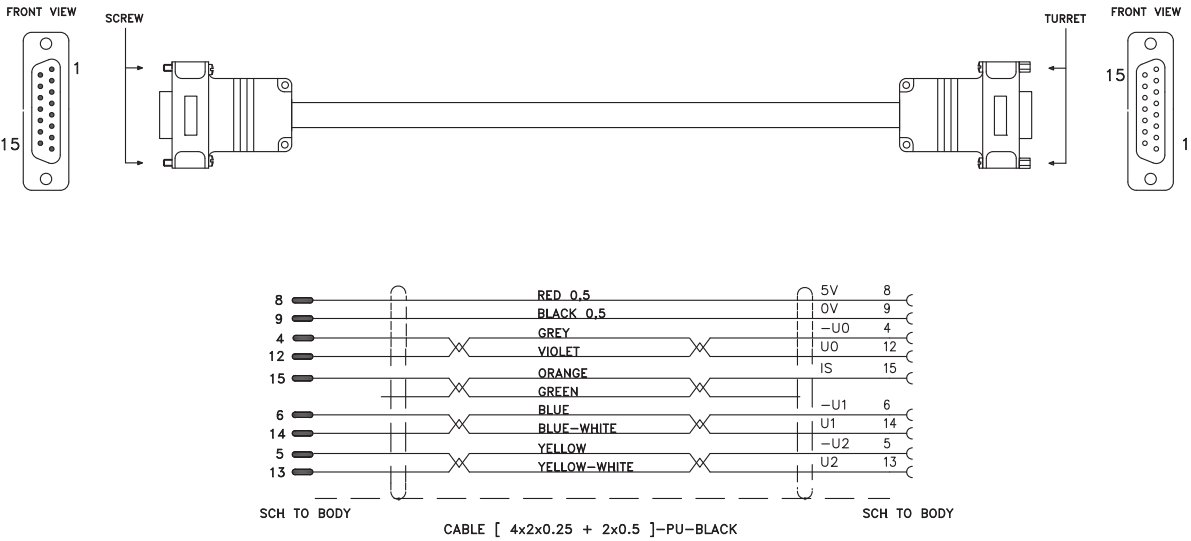 FRONT VIEW
SCREW
TURRET
FRONT VIEW
1
15
15
1
8 RED 0,5 5V 8
9 BLACK 0,5 0V 9
4 GREY -U0 4
12 VIOLET U0 12
15 ORANGE IS 15
GREEN
6 BLUE -U1 6
14 BLUE-WHITE U1 14
5 YELLOW -U2 5
13 YELLOW-WHITE U2 13
SCH TO BODY
SCH TO BODY
CABLE [ 4x2x0.25 + 2x0.5 ]-PU-BLACK